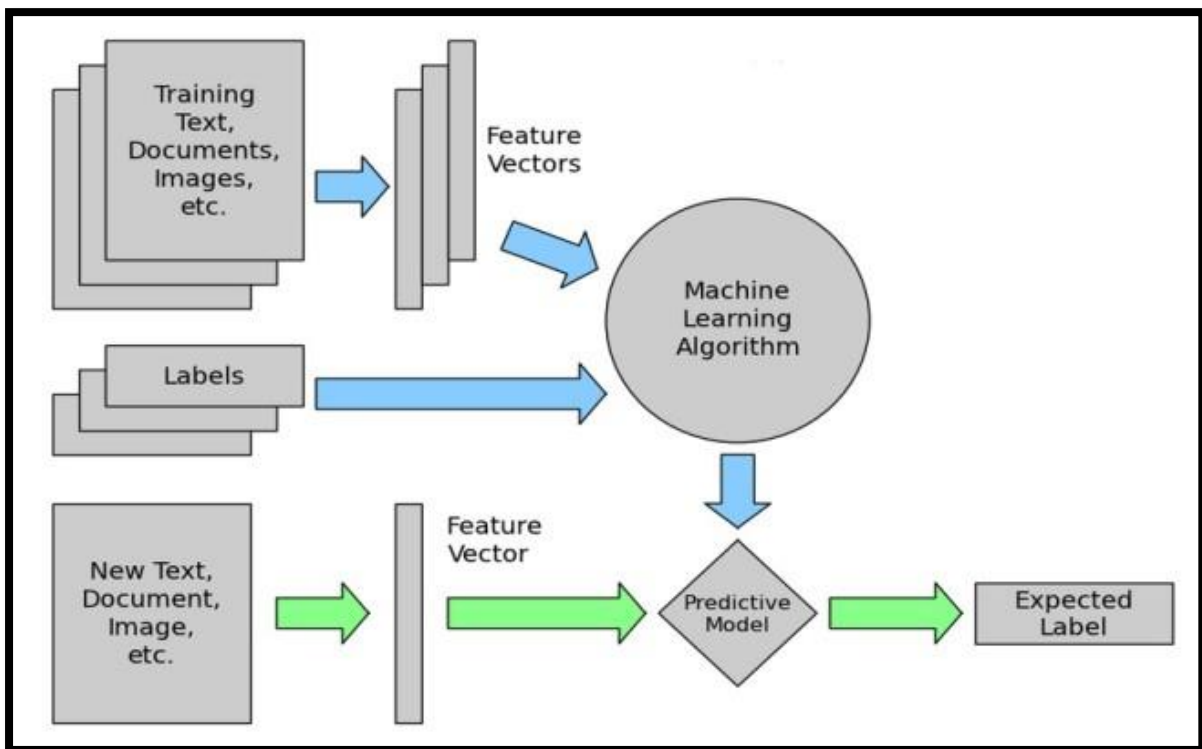 Training
Text,
Documents,
Images,
etc.
Feature
Vectors
Machine
Learning
Algorithm
Labels
New Text,
Document,
Image,
etc.
Feature
Vector
Predictive
Model
Expected
Label